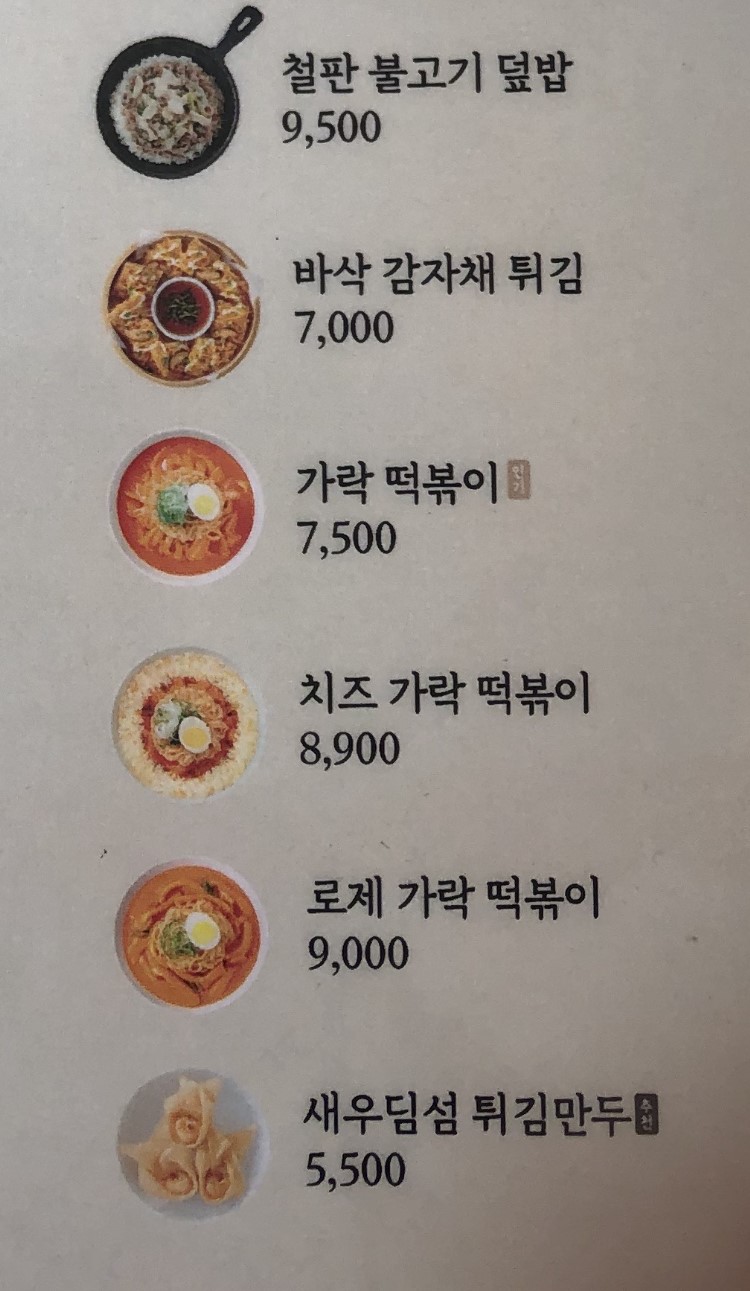 철판 불고기 덮밥
9,500
바삭 감자채 튀김
7,000
가락 떡볶이 인기
7,500
치즈 가락 떡볶이
8,900
로제 가락 떡볶이
9,000
새우딤섬 튀김만두 추천
5,500